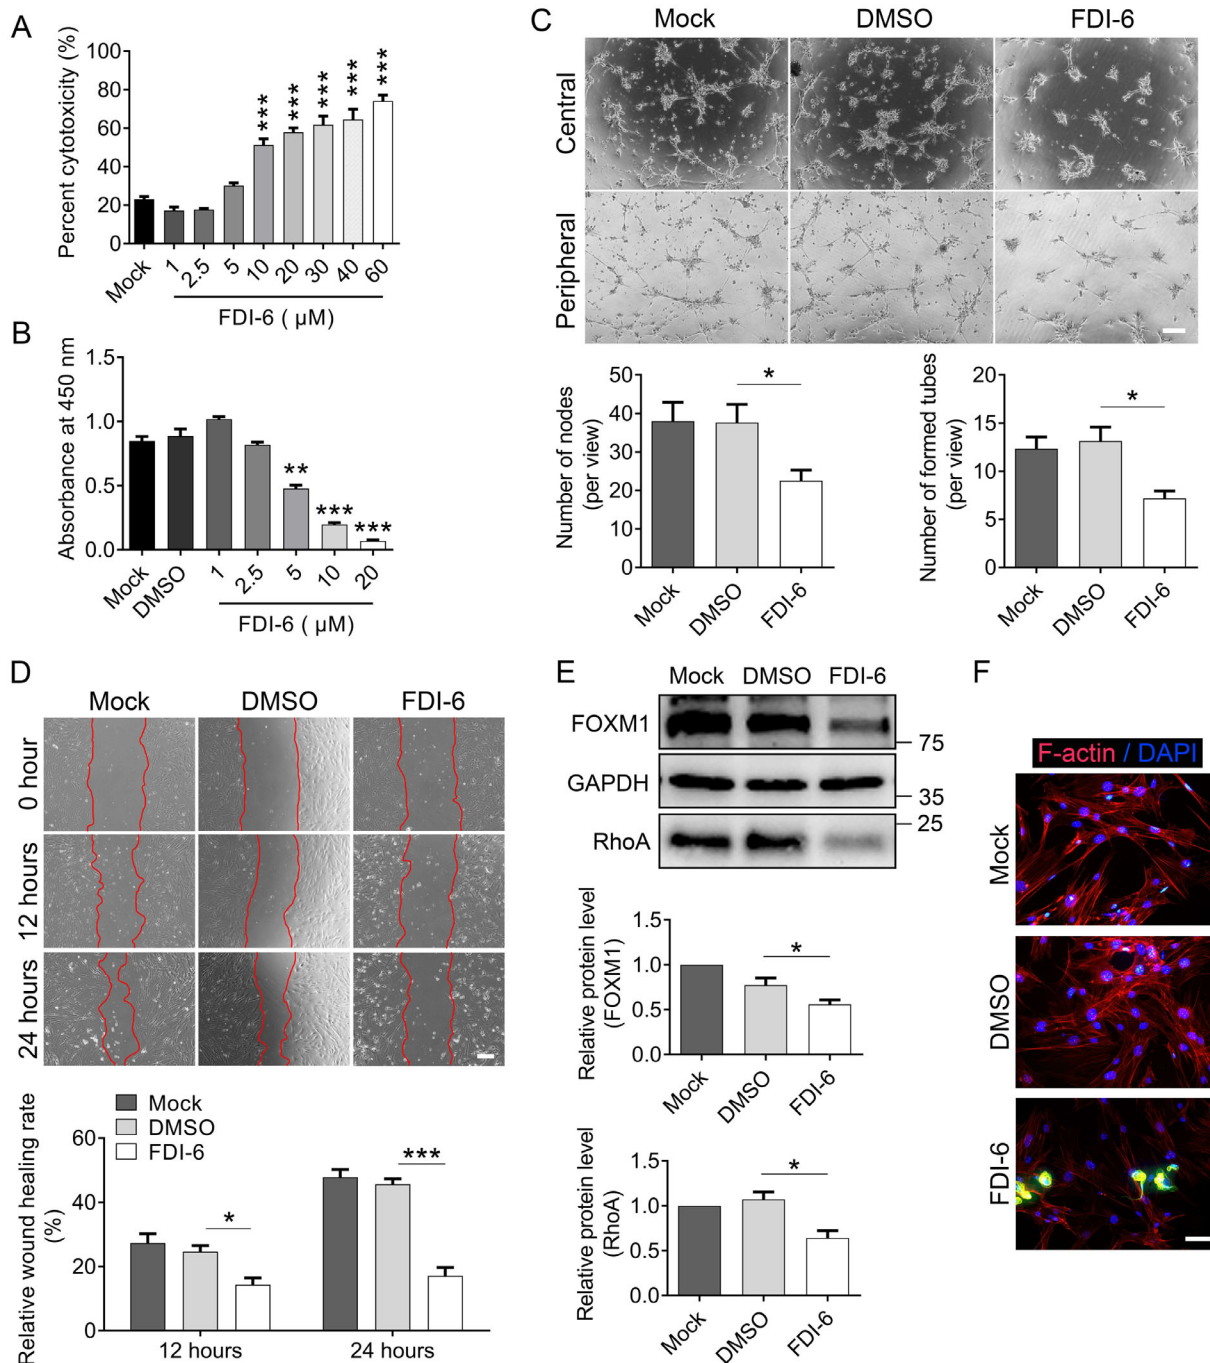 A
Percent cytotoxicity (%)
100
80
60
40
20
0
*** *** *** *** ***
Mock 1 2.5 5 10 20 30 40 60
FDI-6 ( μM)
B
Absorbance at 450 nm
1.5
1.0
0.5
0.0
** *** ***
Mock DMSO 1 2.5 5 10 20
FDI-6 ( μM)
C
Mock DMSO FDI-6
Central
Peripheral
Number of nodes
(per view)
50
40
30
20
10
0
*
Mock DMSO FDI-6
Number of formed tubes
(per view)
20
15
10
5
0
*
Mock DMSO FDI-6
D
Mock DMSO FDI-6
0 hour
12 hours
24 hours
Mock
DMSO
FDI-6
Relative wound healing rate
(%)
60
40
20
0
* ***
12 hours 24 hours
E
Mock DMSO FDI-6
FOXM1
75
GAPDH
35
25
RhoA
Relative protein level
(FOXM1)
1.5
1.0
0.5
0.0
*
Mock DMSO FDI-6
Relative protein level
(RhoA)
1.5
1.0
0.5
0.0
*
Mock DMSO FDI-6
F
F-actin / DAPI
Mock
DMSO
FDI-6